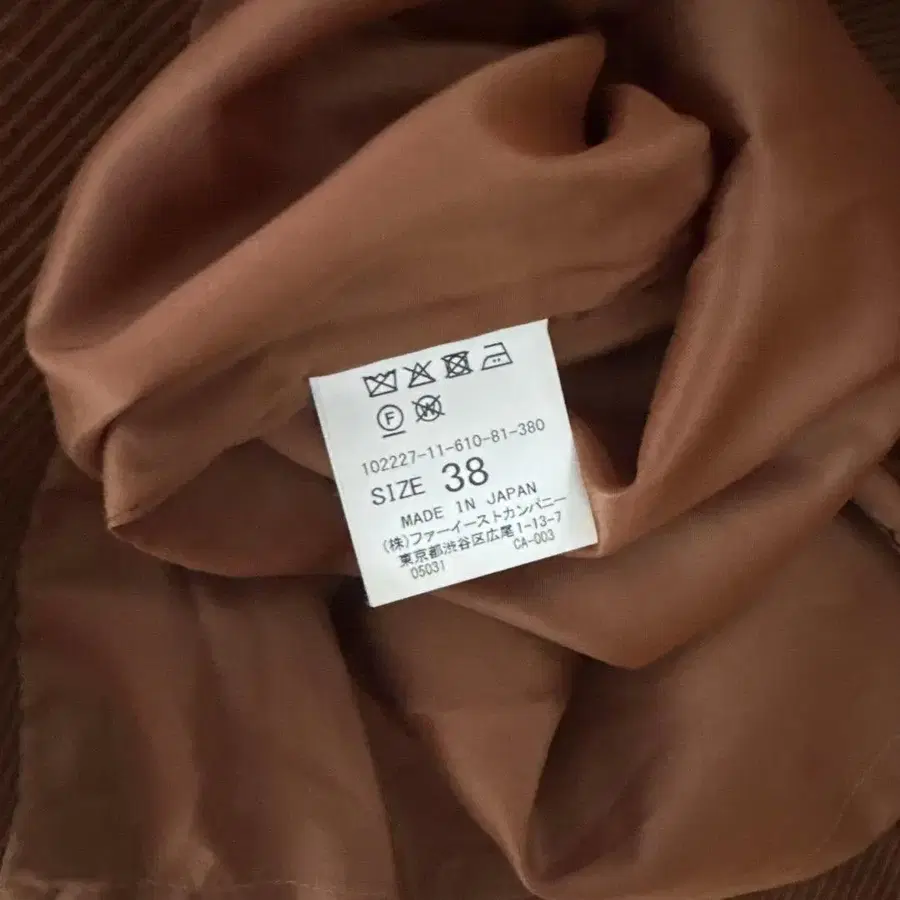 F W
102227-11-610-81-380
SIZE 38
MADE IN JAPAN
(株)ファーイーストカンパニー
東京都渋谷区広尾1-13-7
05031 CA-003